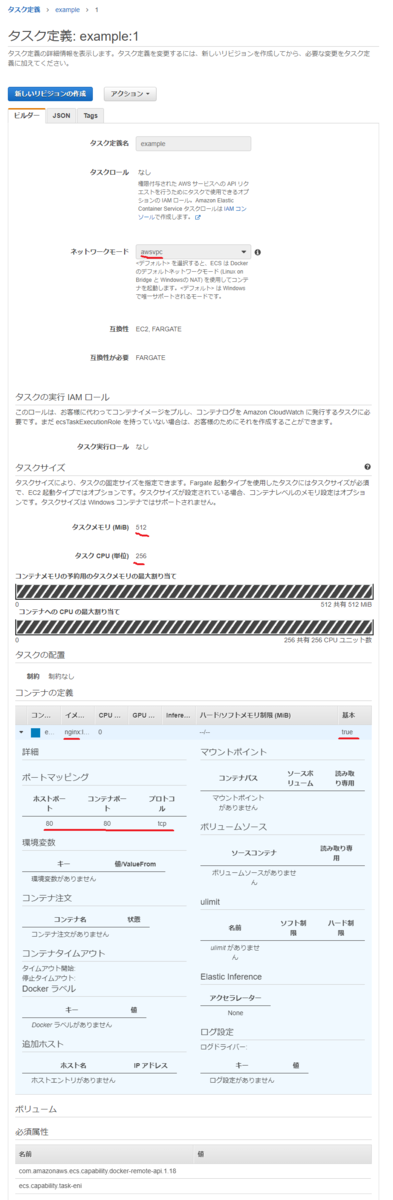 タスク定義 > example > 1
タスク定義: example:1
タスク定義の詳細情報を表示します。タスク定義を変更するには、新しいリビジョンを作成してから、必要な変更をタスク定
義に加えてください。
新しいリビジョンの作成 アクション
ビルダー JSON Tags
タスク定義名 example
タスクロール なし
権限付与された AWS サービスへの API リク
エストを行うためにタスクで使用できるオプ
ションの IAM ロール。Amazon Elastic
Container Service タスクロールは IAM コン
ソールで作成します。
ネットワークモード awsvpc
<デフォルト> を選択すると、ECS は Docker
のデフォルトネットワークモード (Linux の
Bridge と Windowsの NAT) を使用してコンテ
ナを起動します。<デフォルト> は Windows
で唯一サポートされるモードです。
互換性 EC2, FARGATE
互換性が必要 FARGATE
タスクの実行 IAM ロール
このロールは、お客様に代わってコンテナイメージをプルし、コンテナログを Amazon CloudWatch に発行するタスクに必
要です。まだ ecsTaskExecutionRole を持っていない場合は、お客様のためにそれを作成することができます。
タスク実行ロール なし
タスクサイズ
タスクサイズにより、タスクの固定サイズを指定できます。Fargate 起動タイプを使用したタスクにはタスクサイズが必須
で、EC2 起動タイプではオプションです。タスクサイズが設定されている場合、コンテナレベルのメモリ設定はオプショ
ンです。タスクサイズは Windows コンテナではサポートされません。
タスクメモリ (MiB) 512
タスク CPU (単位) 256
コンテナメモリの予約用のタスクメモリの最大割り当て
0 512 共有 512 MiB
コンテナへの CPU の最大割り当て
0 256 共有 256 CPU ユニット数
タスクの配置
制約 制約なし
コンテナの定義
コン... イメ... CPU ... GPU ... Infere... ハード/ソフトメモリ制限 (MiB) 基本
e... nginx:l... 0 --/-- true
詳細
ポートマッピング
ホストポート コンテナポート プロトコル
80 80 tcp
環境変数
キー 値/ValueFrom
環境変数がありません
コンテナ注文
コンテナ名 状態
コンテナ注文がありません
コンテナタイムアウト
タイムアウト開始:
停止タイムアウト:
Docker ラベル
キー 値
Docker ラベルがありません
追加ホスト
ホスト名 IP アドレス
ホストエントリがありません
マウントポイント
コンテナパス ソースボリューム 読み取り専用
マウントポイント
がありません
ボリュームソース
ソースコンテナ 読み取り専用
ボリュームソースがありません
ulimit
名前 ソフト制限 ハード制限
ulimit がありません
Elastic Inference
アクセラレーター
None
ログ設定
ログドライバー:
キー 値
ログ設定がありません
ボリューム
必須属性
名前 値
com.amazonaws.ecs.capability.docker-remote-api.1.18
ecs.capability.task-eni